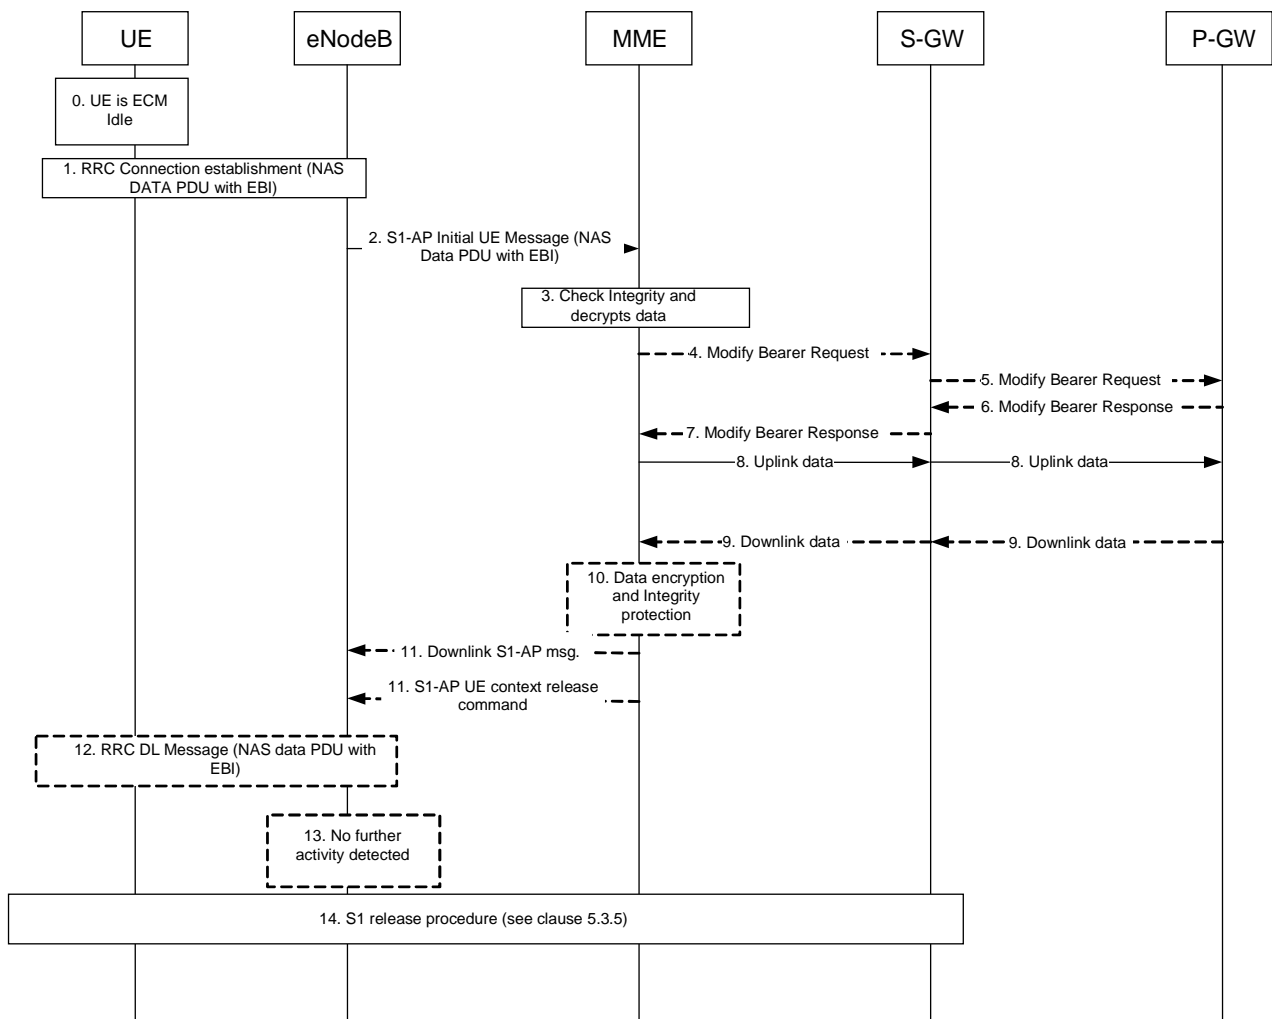 UE
eNodeB
MME
S-GW
P-GW
0. UE is ECM
Idle
1. RRC Connection establishment (NAS
DATA PDU with EBI)
2. S1-AP Initial UE Message (NAS
Data PDU with EBI)
3. Check Integrity and
decrypts data
4. Modify Bearer Request
5. Modify Bearer Request
6. Modify Bearer Response
7. Modify Bearer Response
8. Uplink data
8. Uplink data
9. Downlink data
9. Downlink data
10. Data encryption
and Integrity
protection
11. Downlink S1-AP msg.
11. S1-AP UE context release
command
12. RRC DL Message (NAS data PDU with
EBI)
13. No further
activity detected
14. S1 release procedure (see clause 5.3.5)